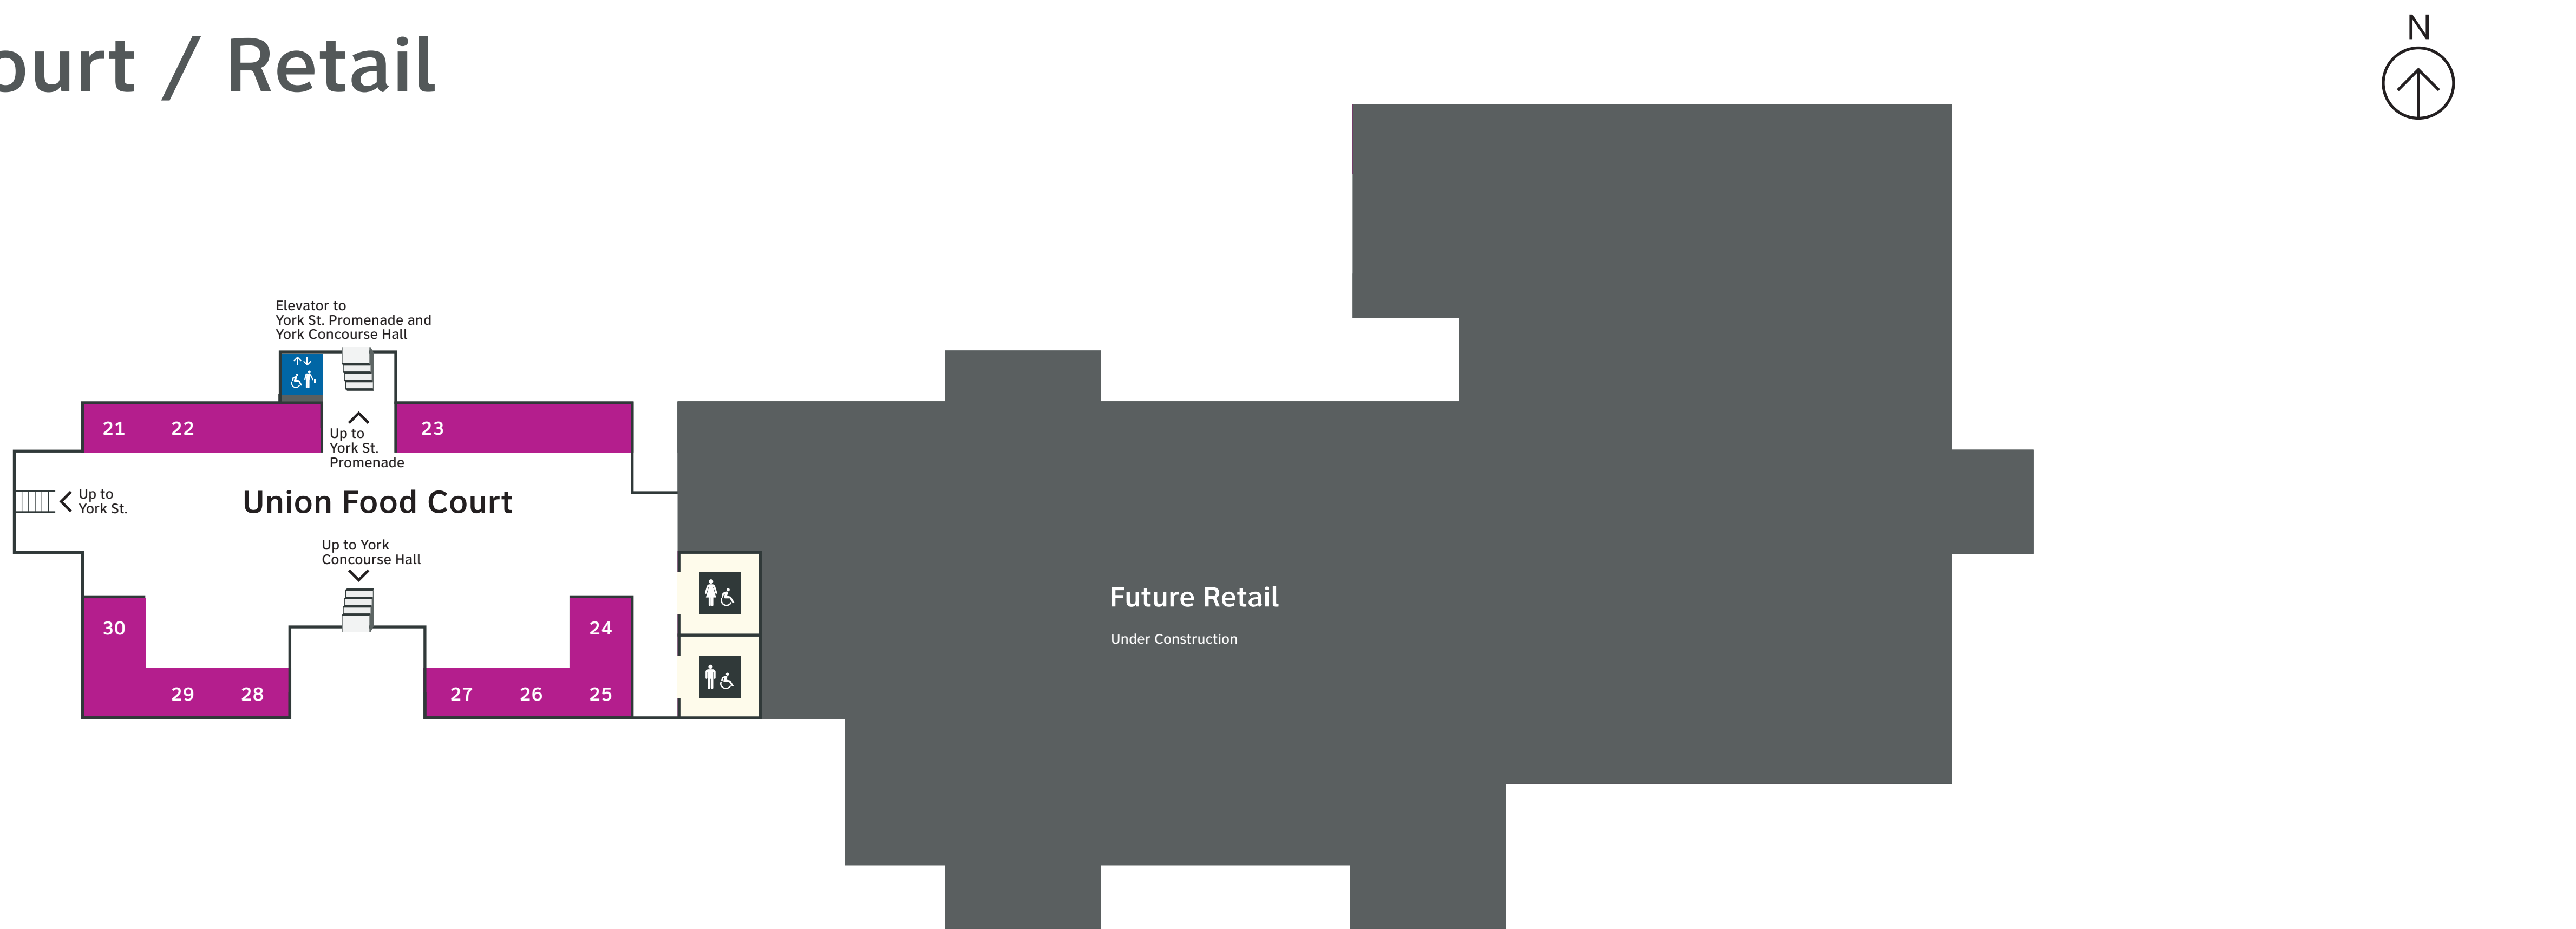 ourt / Retail
N
Elevator to
York St. Promenade and
York Concourse Hall
21
22
23
Up to
York St.
Promenade
Up to
York St.
Union Food Court
Up to York
Concourse Hall
30
24
29
28
27
26
25
Future Retail
Under Construction